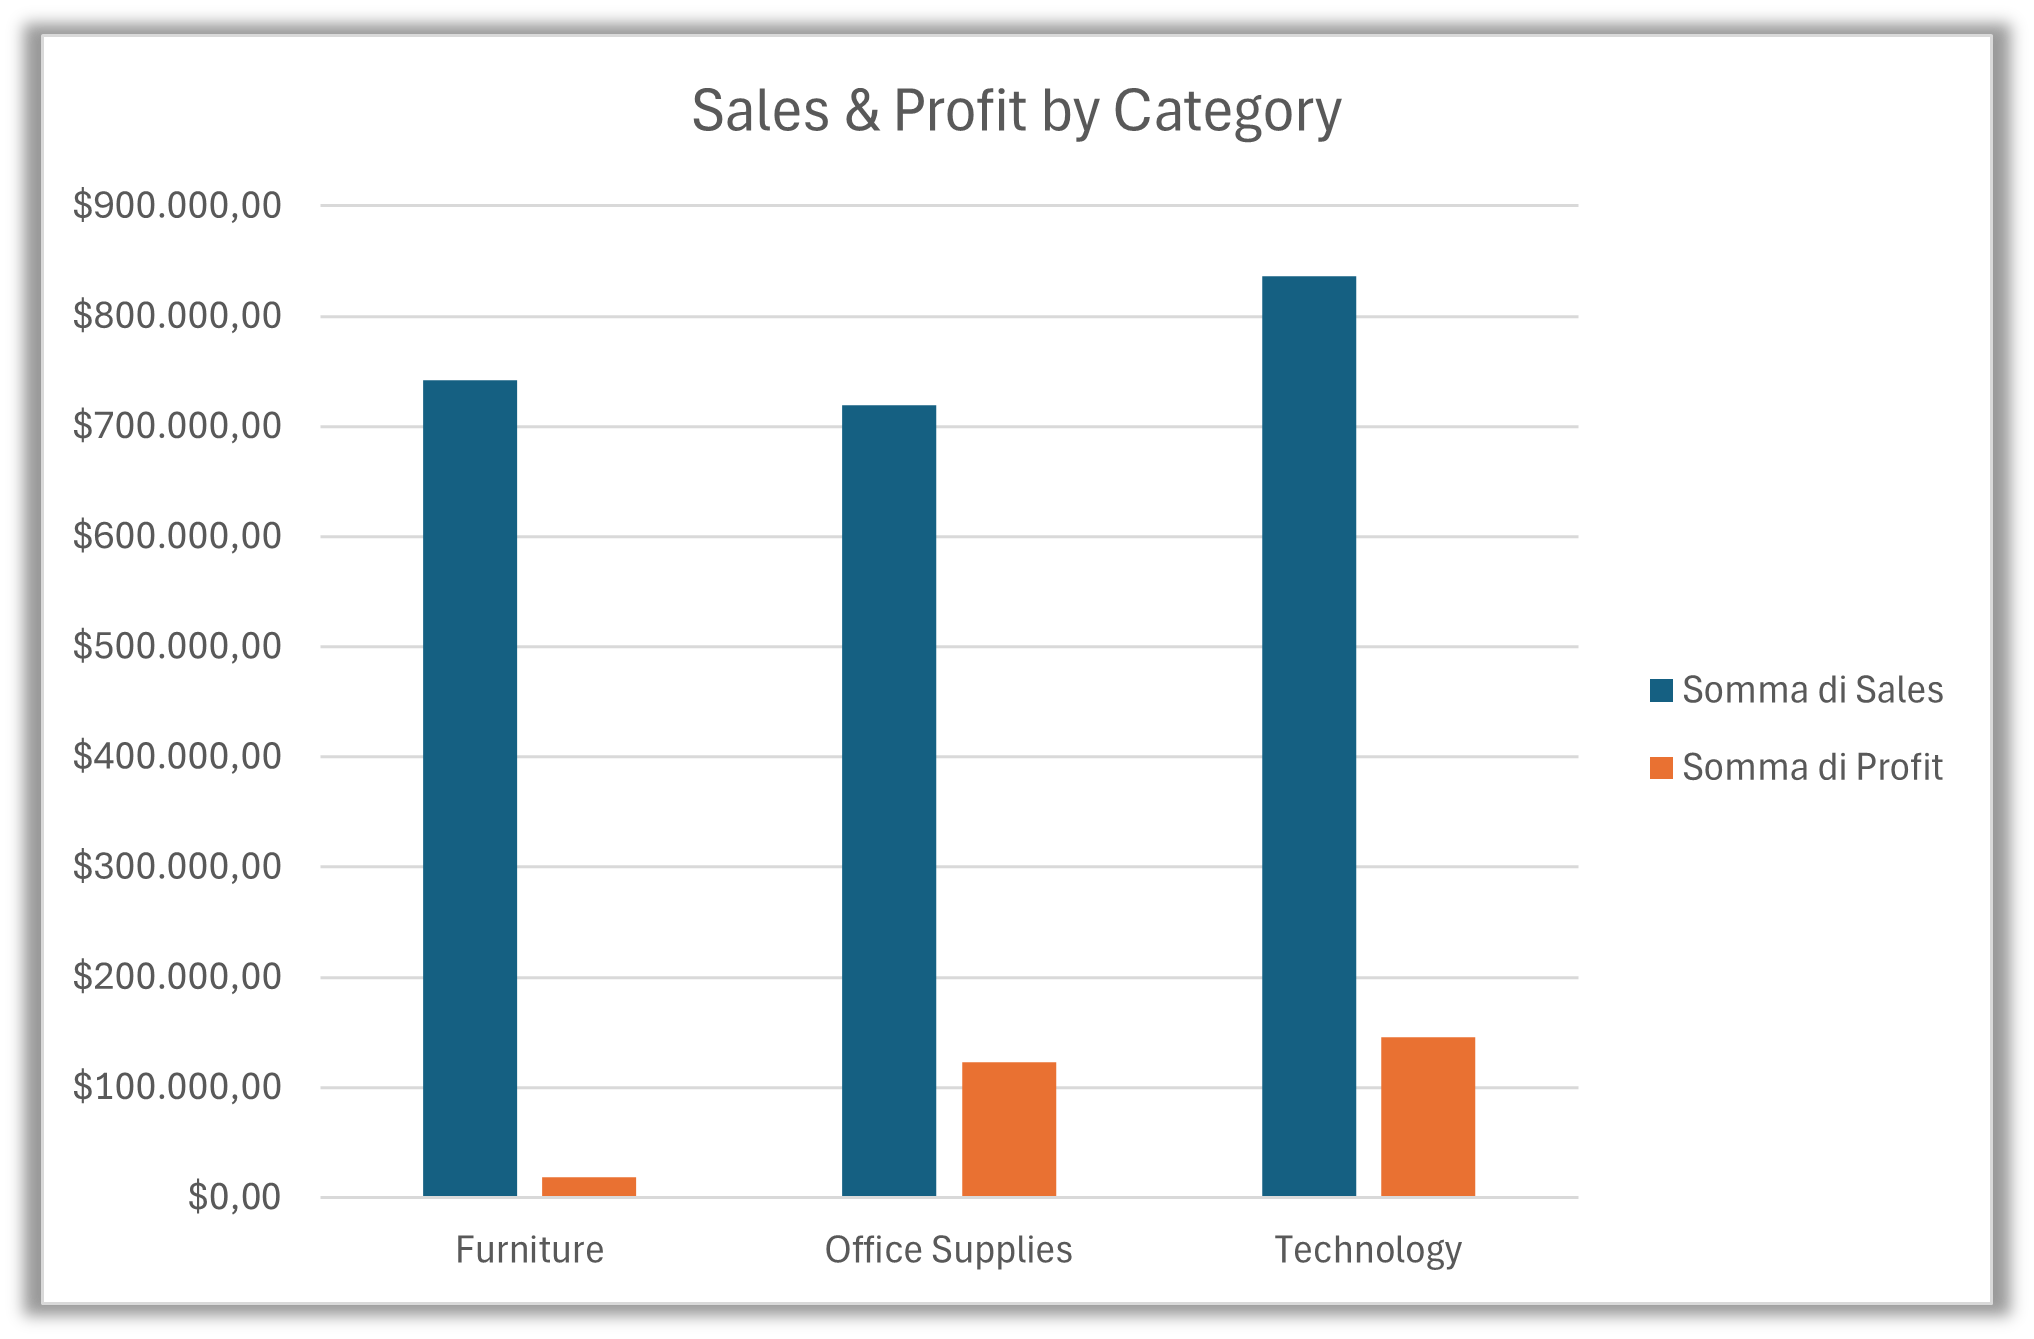 Sales & Profit by Category
$900.000,00
$800.000,00
$700.000,00
$600.000,00
$500.000,00
$400.000,00
$300.000,00
$200.000,00
$100.000,00
$0,00
Furniture
Office Supplies
Technology
Somma di Sales
Somma di Profit